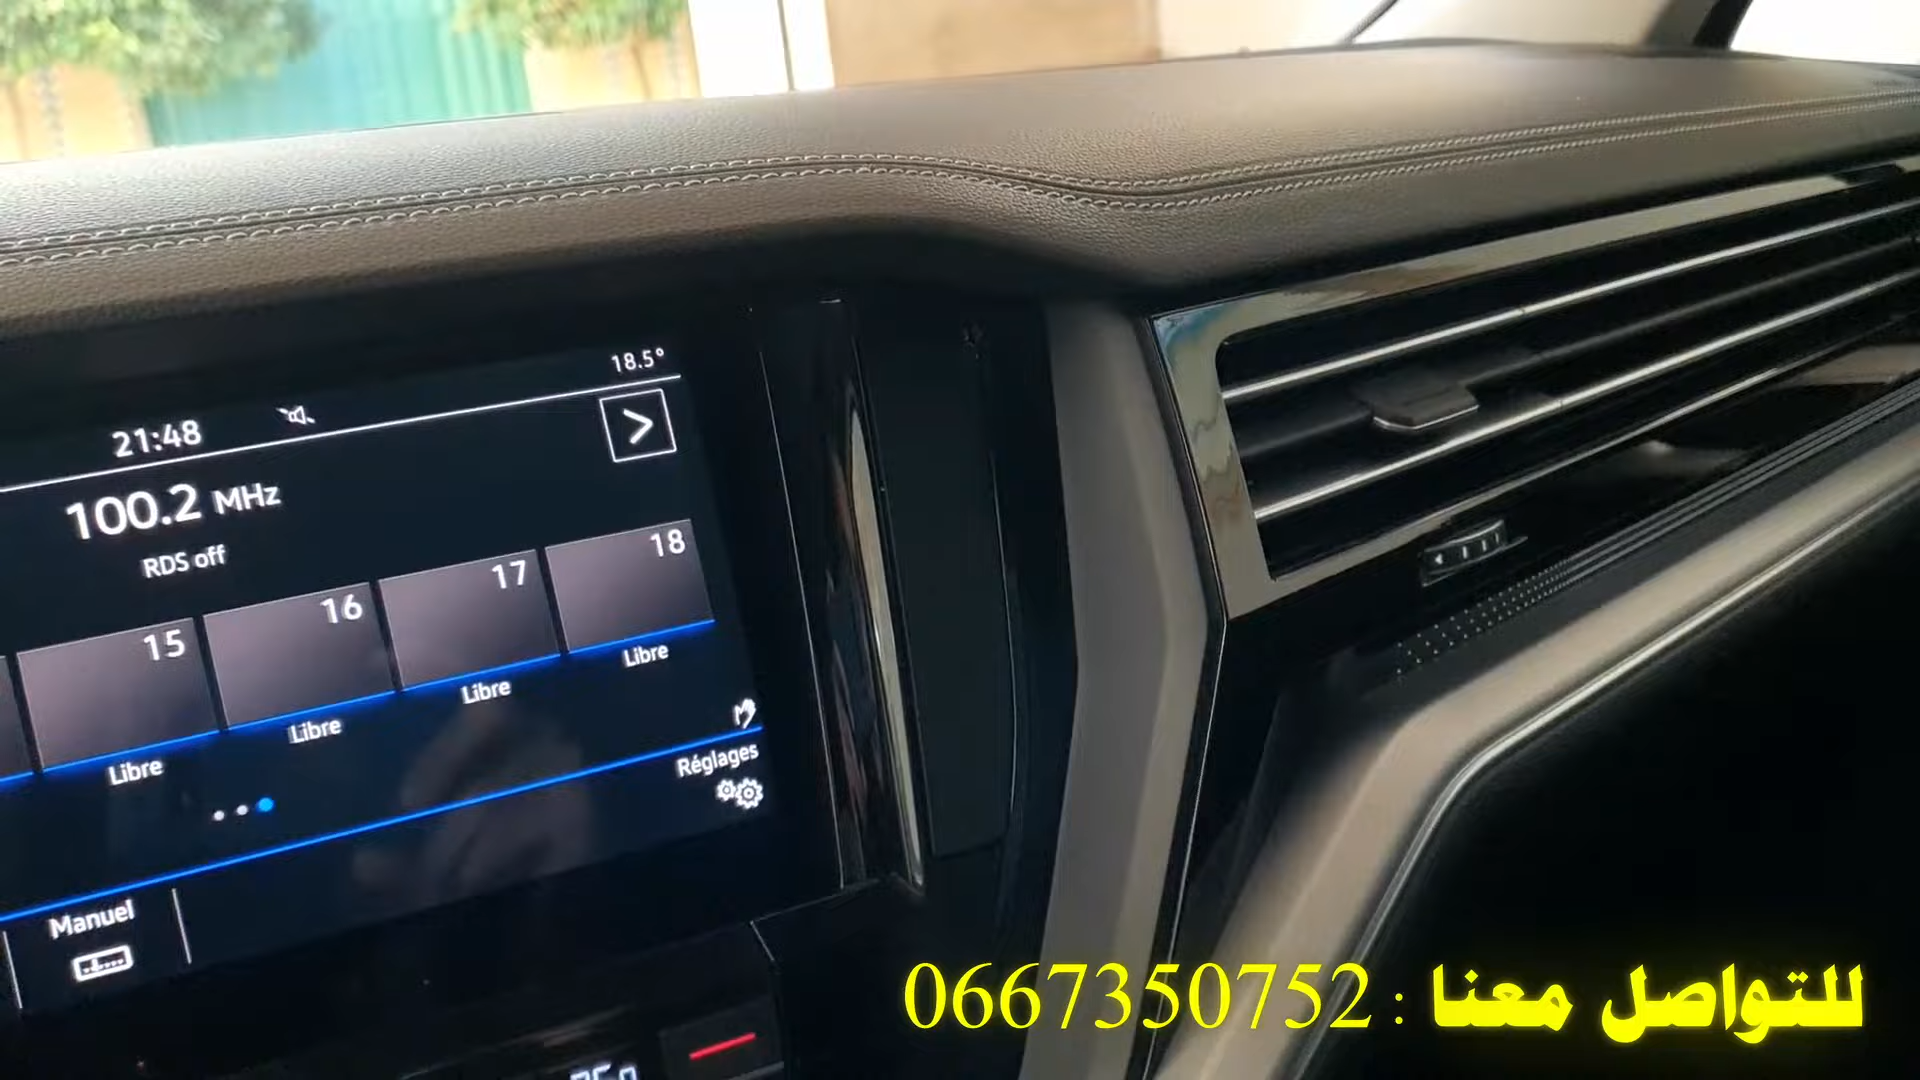 18.5°
21:48
100.2 MHz
RDS off
15
16
17
18
Libre
Libre
Libre
Libre
Réglages
Manuel
للتواصل معنا : 0667350752